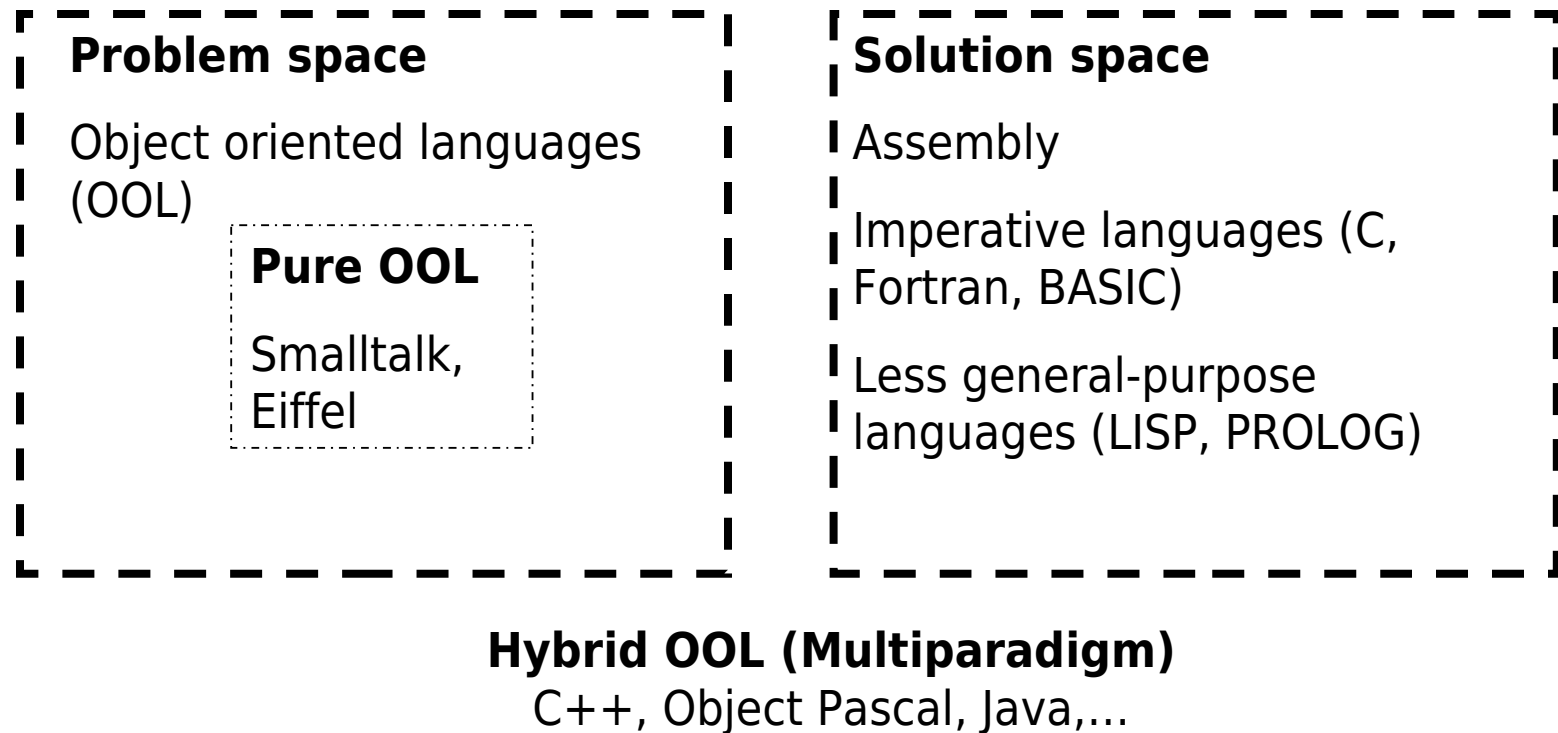 Problem space
Object oriented languages
(OOL)
Pure OOL
Smalltalk,
Eiffel
Solution space
Assembly
Imperative languages (C,
Fortran, BASIC)
Less general-purpose
languages (LISP, PROLOG)
Hybrid OOL (Multiparadigm)
C++, Object Pascal, Java,...